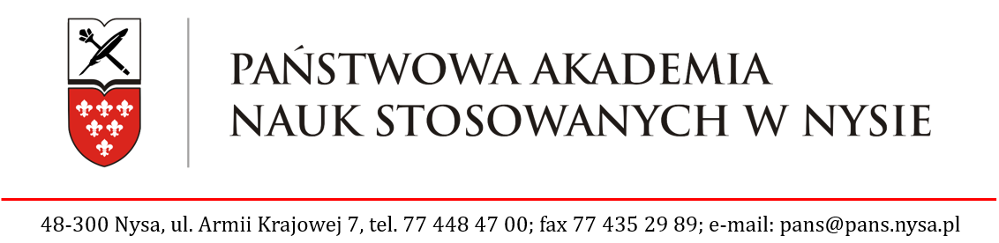 PAŃSTWOWA AKADEMIA
NAUK STOSOWANYCH W NYSIE
48-300 Nysa, ul. Armii Krajowej 7, tel. 77 448 47 00; fax 77 435 29 89; e-mail: pans@pans.nysa.pl